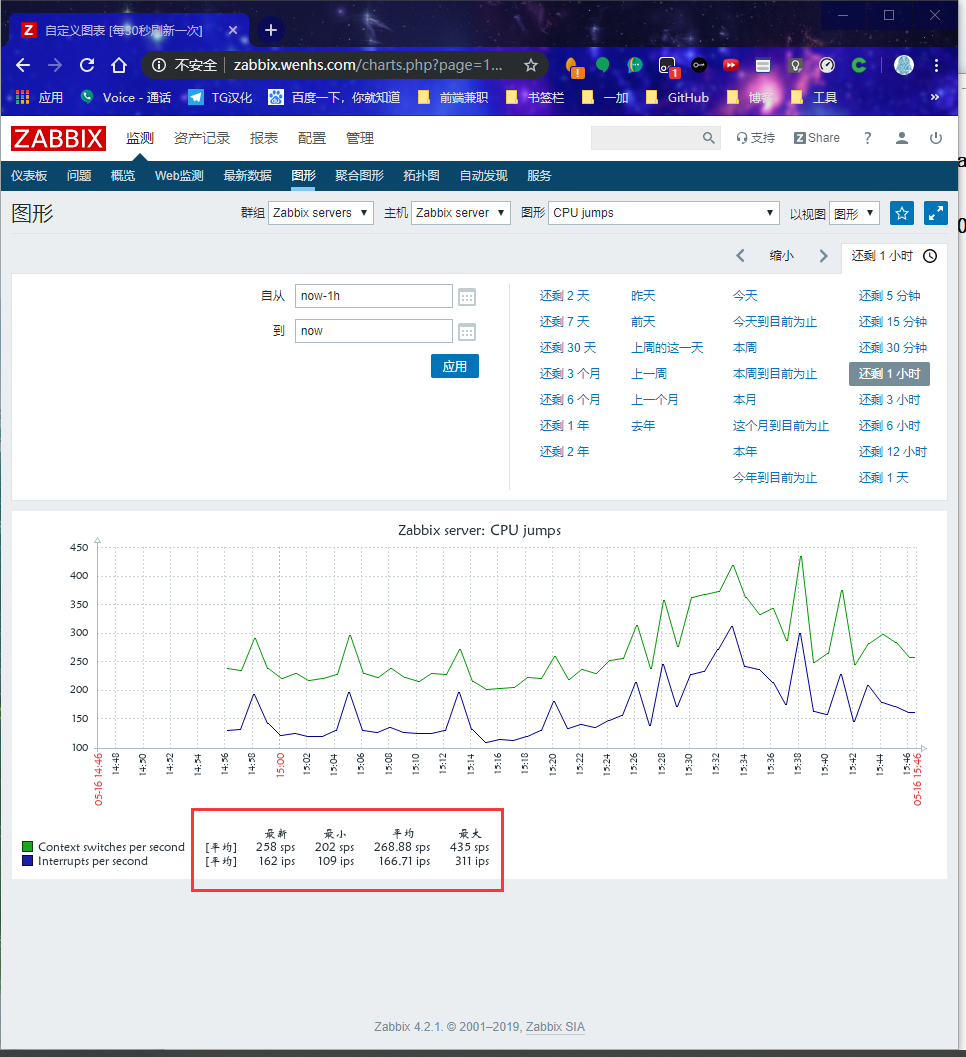 自定义图表 [每30秒刷新一次]
不安全 zabbix.wenhs.com/charts.php?page=1...
应用 Voice - 通话 TG汉化 百度一下，你就知道 前端兼职 书签栏 一加 GitHub 博客 工具 »
ZABBIX 监测 资产记录 报表 配置 管理 支持 Z Share ?
仪表板 问题 概览 Web监测 最新数据 图形 聚合图形 拓扑图 自动发现 服务
图形 群组 Zabbix servers 主机 Zabbix server 图形 CPU jumps 以视图 图形
缩小 还剩 1 小时
自从 now-1h
到 now
应用
还剩 2 天 昨天 今天 还剩 5 分钟
还剩 7 天 前天 今天到目前为止 还剩 15 分钟
还剩 30 天 上周的这一天 本周 还剩 30 分钟
还剩 3 个月 上一周 本周到目前为止 还剩 1 小时
还剩 6 个月 上一个月 本月 还剩 3 小时
还剩 1 年 去年 这个月到目前为止 还剩 6 小时
还剩 2 年 本年 还剩 12 小时
今年到目前为止 还剩 1 天
Zabbix server: CPU jumps
450
400
350
300
250
200
150
100
05-16 14:46 14:48 14:50 14:52 14:54 14:56 14:58 15:00 15:02 15:04 15:06 15:08 15:10 15:12 15:14 15:16 15:18 15:20 15:22 15:24 15:26 15:28 15:30 15:32 15:34 15:36 15:38 15:40 15:42 15:44 15:46 05-16 15:46
最新 最小 平均 最大
Context switches per second [平均] 258 sps 202 sps 268.88 sps 435 sps
Interrupts per second [平均] 162 ips 109 ips 166.71 ips 311 ips
Zabbix 4.2.1. © 2001–2019, Zabbix SIA